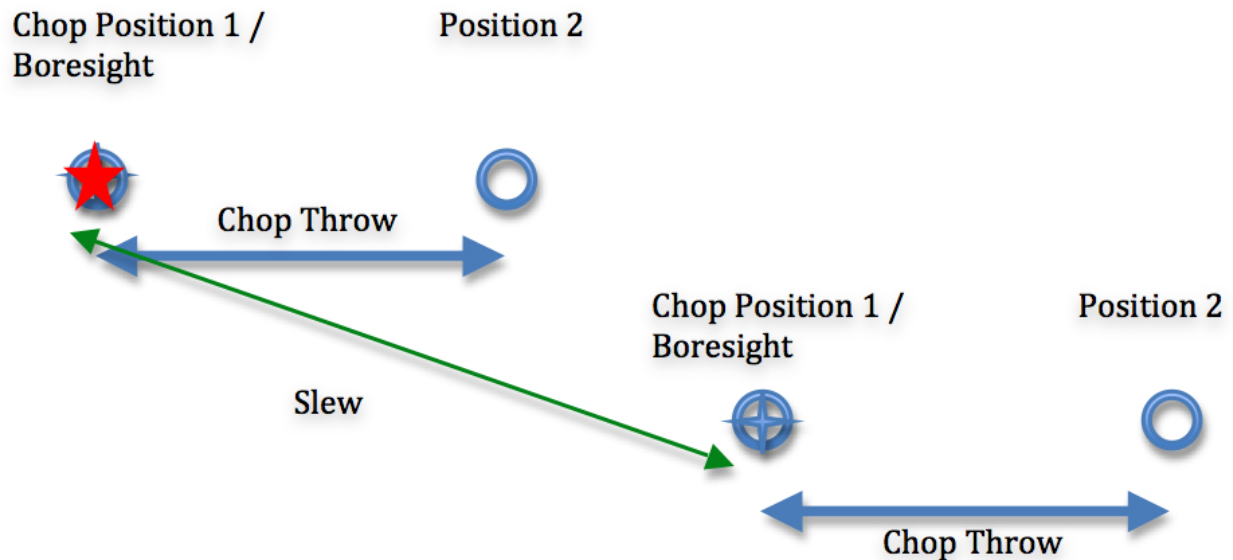 Chop Position 1 /
Boresight
Position 2
Chop Throw
Chop Position 1 /
Boresight
Position 2
Slew
Chop Throw